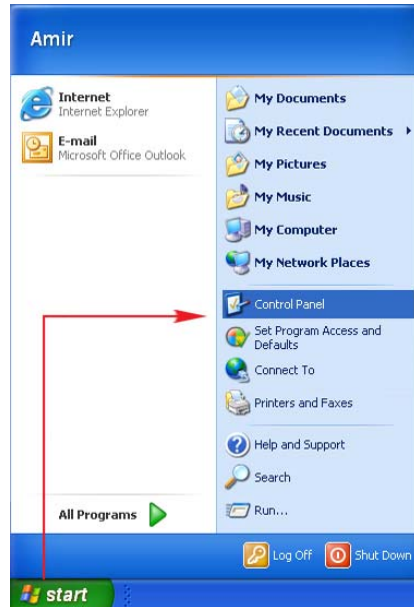 Amir
Internet
Internet Explorer
E-mail
Microsoft Office Outlook
All Programs
My Documents
My Recent Documents
My Pictures
My Music
My Computer
My Network Places
Control Panel
Set Program Access and
Defaults
Connect To
Printers and Faxes
Help and Support
Search
Run...
Log Off
Shut Down
start